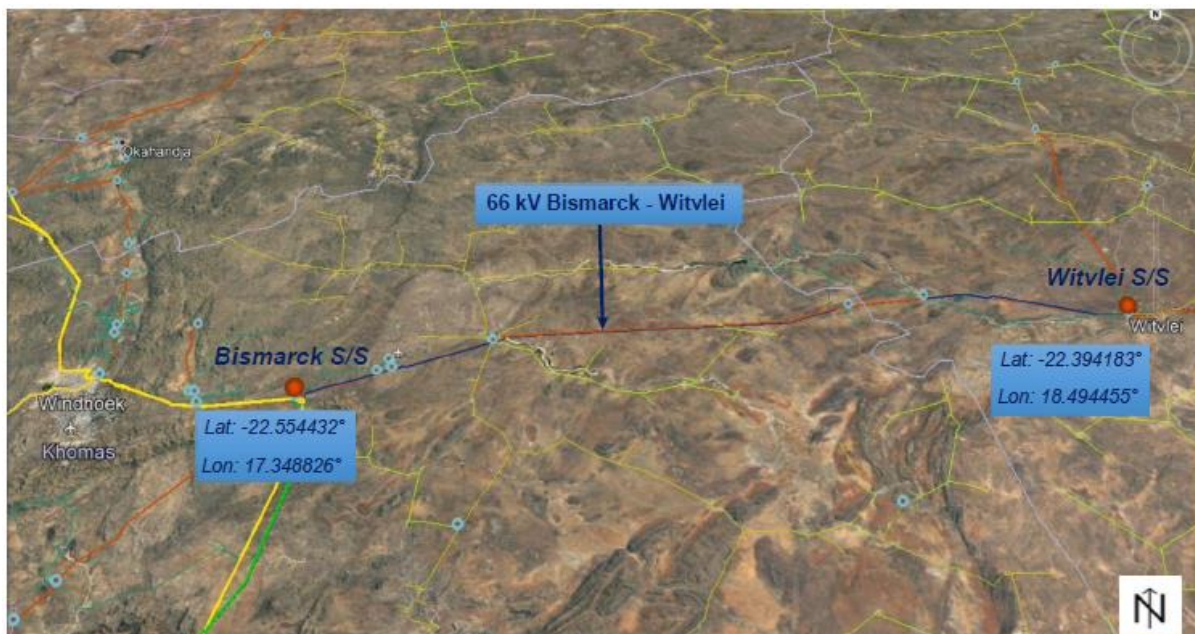 N
Okahandja
66 kV Bismarck - Witvlei
Witvlei S/S
Witvlei
Bismarck S/S
Lat: -22.394183°
Lon: 18.494455°
Windhoek
Khomas
Lat: -22.554432°
Lon: 17.348826°
N